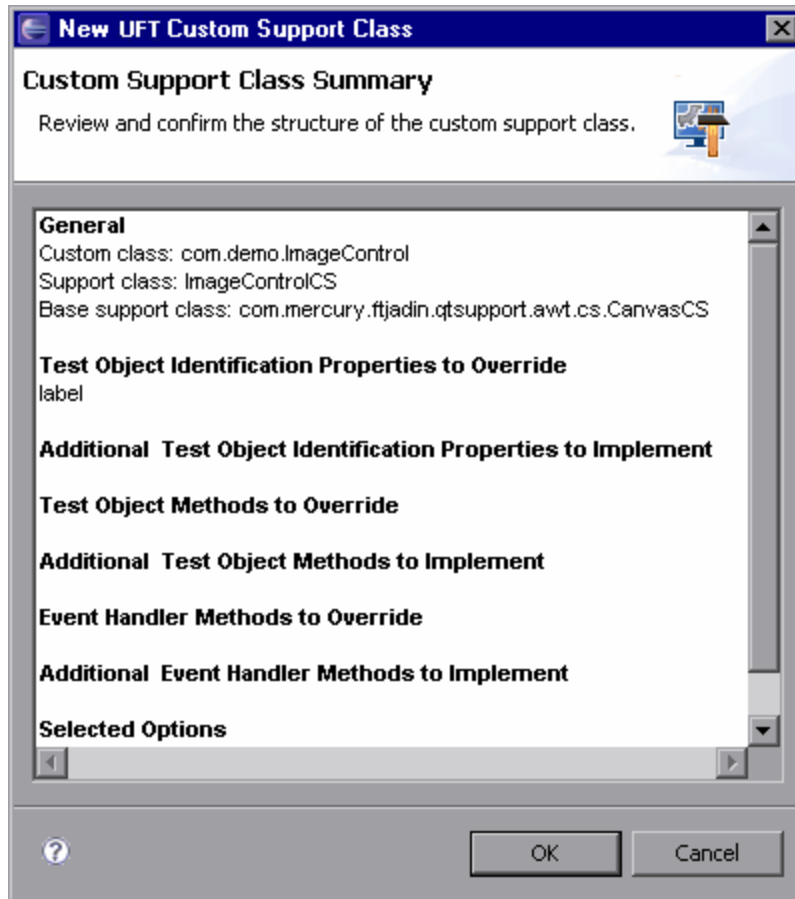 New UFT Custom Support Class
Custom Support Class Summary
Review and confirm the structure of the custom support class.
General
Custom class: com.demo.ImageControl
Support class: ImageControlCS
Base support class: com.mercury.ftjadin.qtsupport.awt.cs.CanvasCS
Test Object Identification Properties to Override
label
Additional Test Object Identification Properties to Implement
Test Object Methods to Override
Additional Test Object Methods to Implement
Event Handler Methods to Override
Additional Event Handler Methods to Implement
Selected Options
?
OK
Cancel